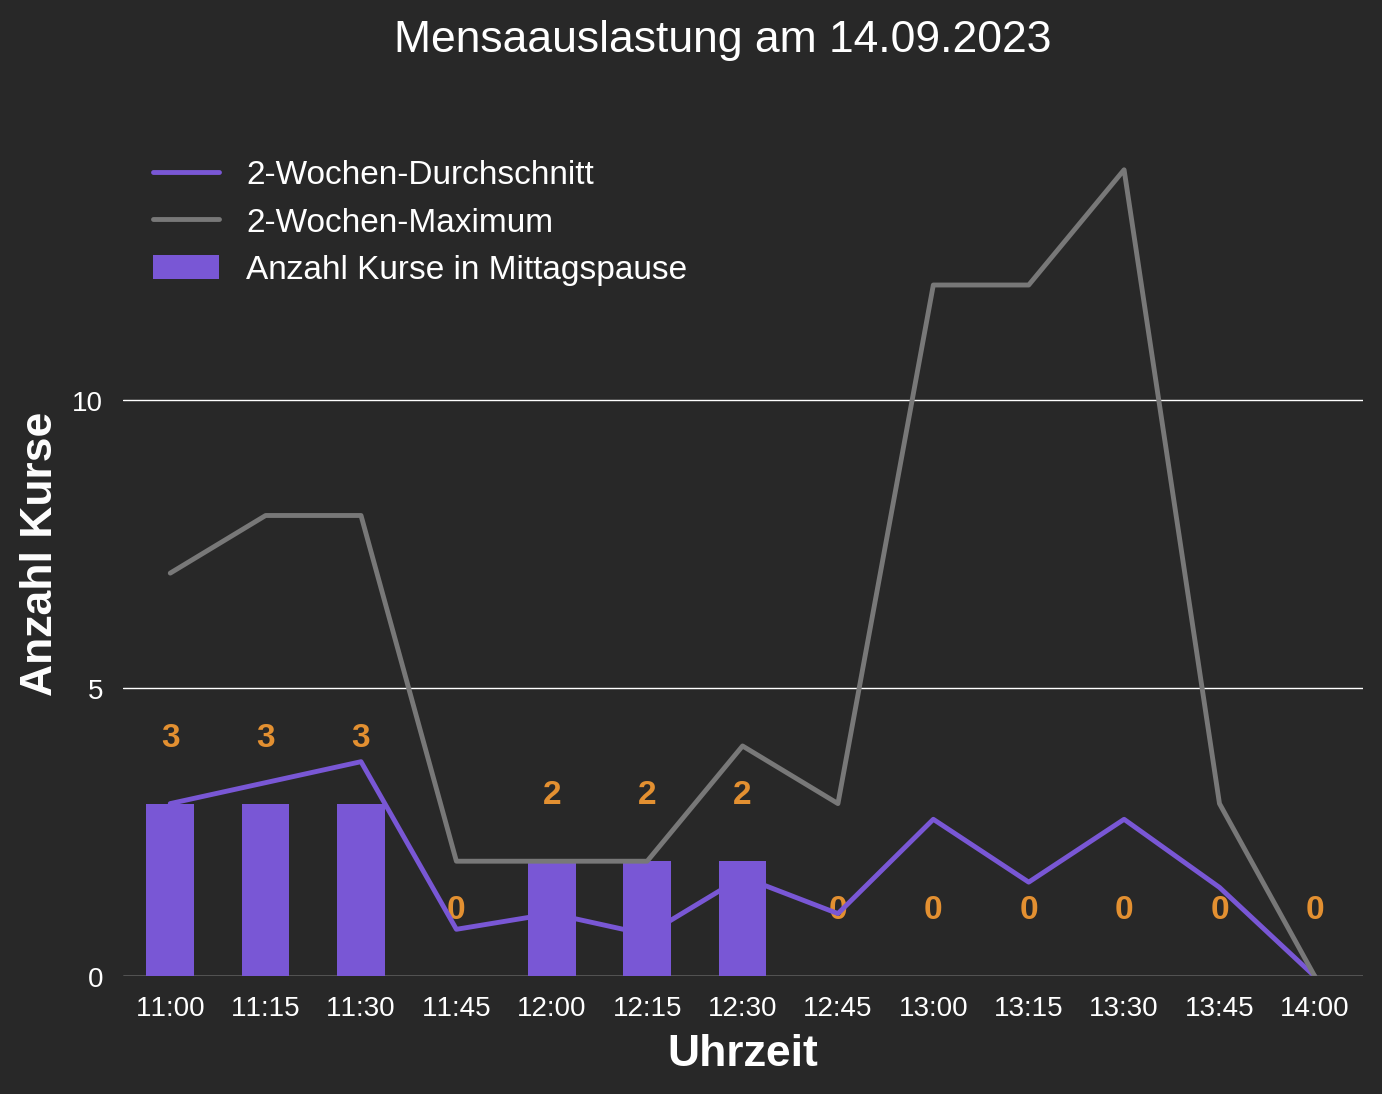 Mensaauslastung am 14.09.2023
2-Wochen-Durchschnitt
2-Wochen-Maximum
Anzahl Kurse in Mittagspause
Anzahl Kurse
10
5
0
3 3 3 0 2 2 2 0 0 0 0 0 0
11:00 11:15 11:30 11:45 12:00 12:15 12:30 12:45 13:00 13:15 13:30 13:45 14:00
Uhrzeit